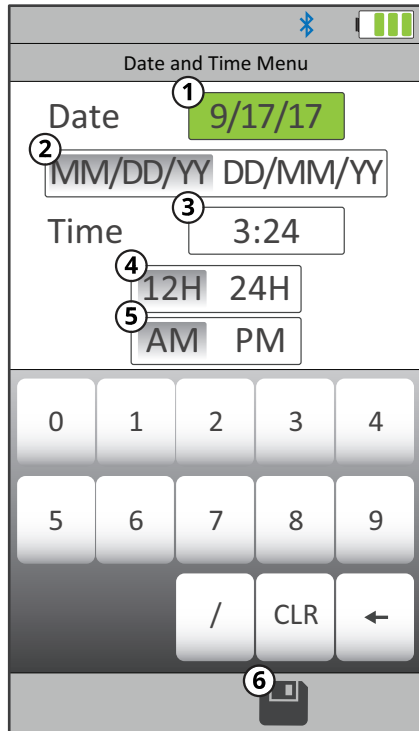 Date and Time Menu
1
Date 9/17/17
2
MM/DD/YY DD/MM/YY
3
Time 3:24
4
12H 24H
5
AM PM
0 1 2 3 4
5 6 7 8 9
/ CLR ←
6